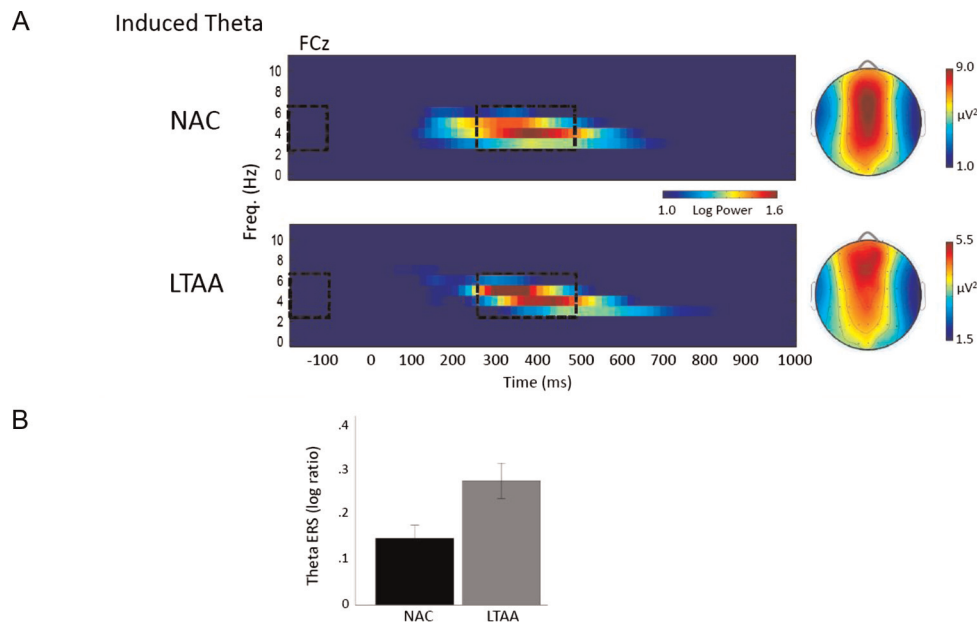 A
Induced Theta
FCz
NAC
10
8
6
4
2
0
9.0
μV²
1.0
1.0 Log Power 1.6
Freq. (Hz)
LTAA
10
8
6
4
2
0
5.5
μV²
1.5
-100 0 100 200 300 400 500 600 700 800 900 1000
Time (ms)
B
Theta ERS (log ratio)
.4
.3
.2
.1
0
NAC LTAA